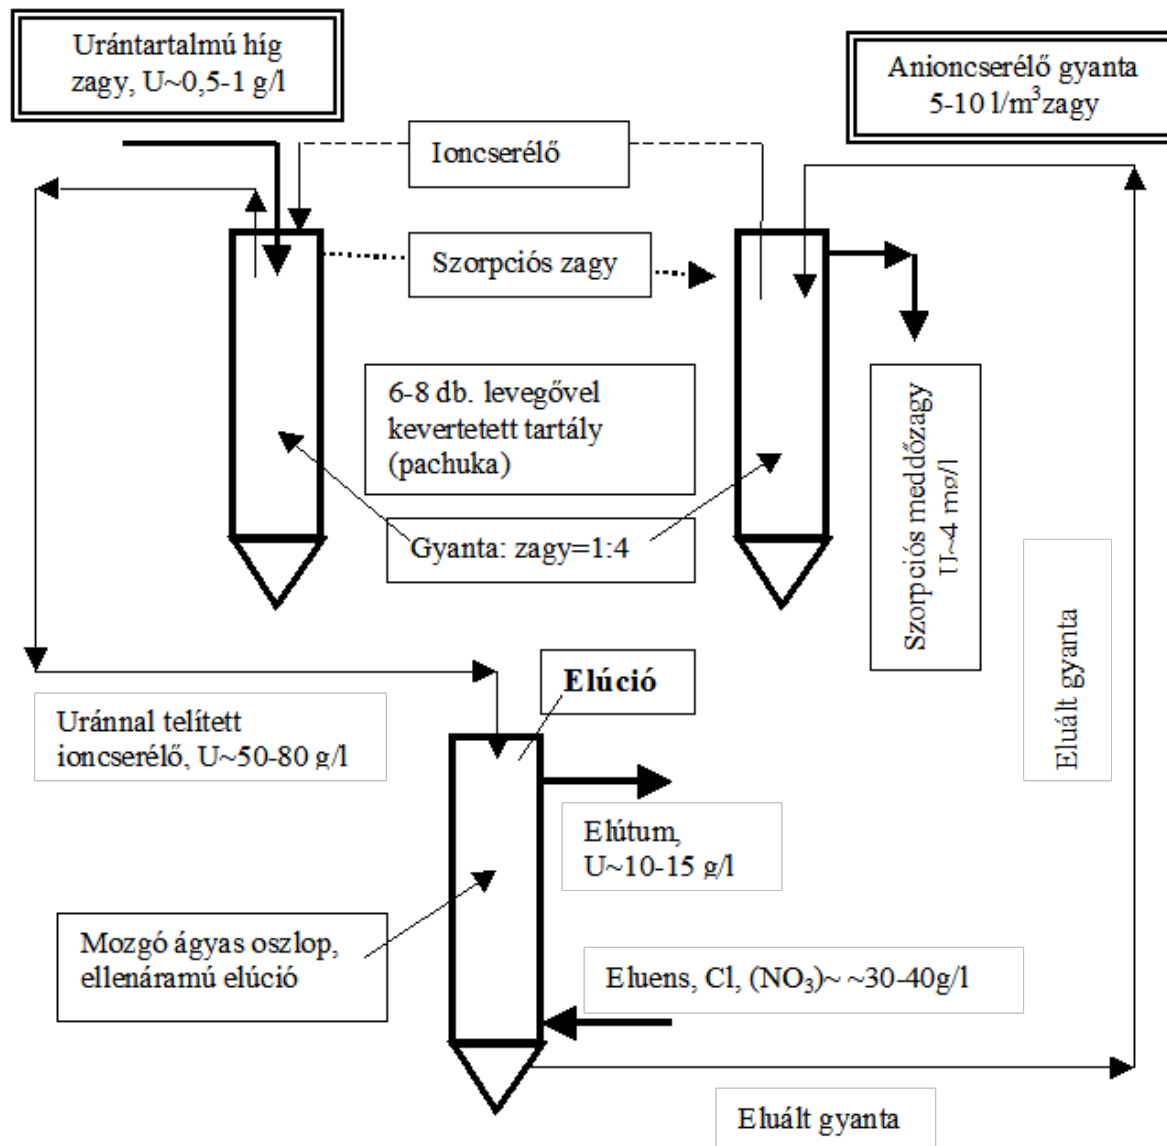 Urántartalmú híg
zagy, U~0,5-1 g/l
Anioncserélő gyanta
5-10 l/m³zagy
Ioncserélő
Szorpciós zagy
6-8 db. levegővel
kevertetett tartály
(pachuka)
Gyanta: zagy=1:4
Szorpciós meddőzagy
U~4 mg/l
Eluált gyanta
Elúció
Uránnal telített
ioncserélő, U~50-80 g/l
Elútum,
U~10-15 g/l
Mozgó ágyas oszlop,
ellenáramú elúció
Eluens, Cl, (NO₃)~ ~30-40g/l
Eluált gyanta